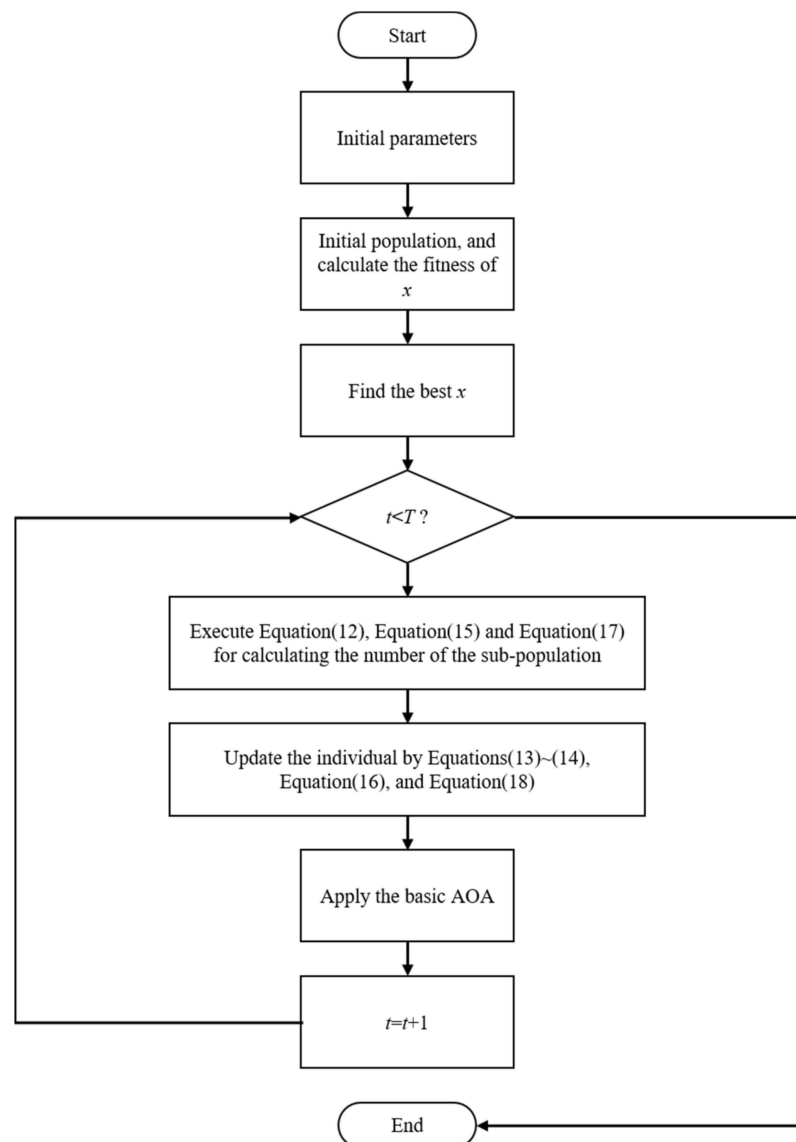 Start
Initial parameters
Initial population, and
calculate the fitness of
x
Find the best x
t<T ?
Execute Equation(12), Equation(15) and Equation(17)
for calculating the number of the sub-population
Update the individual by Equations(13)~(14),
Equation(16), and Equation(18)
Apply the basic AOA
t=t+1
End